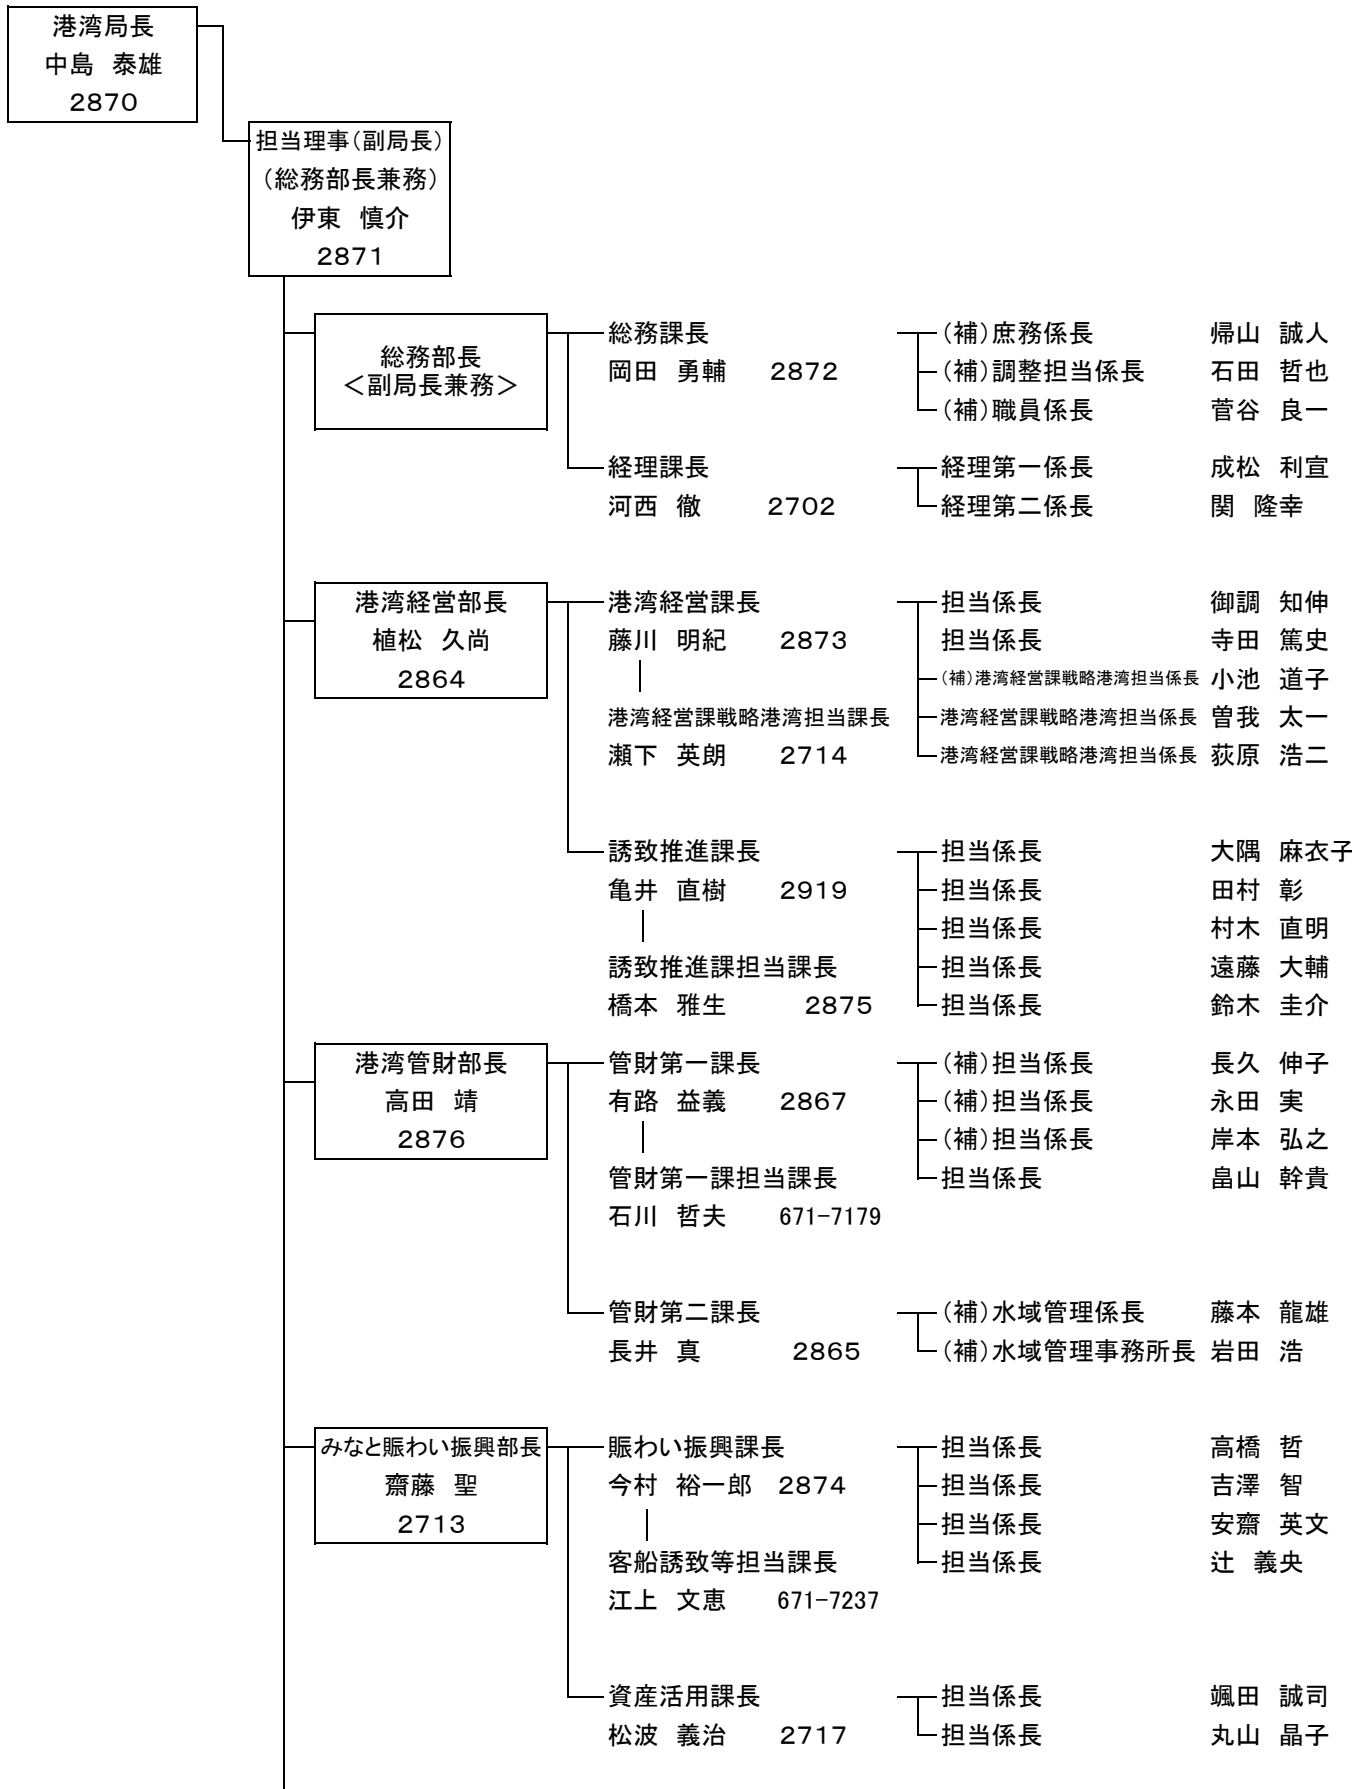 港湾局長
中島 泰雄
2870
担当理事(副局長)
(総務部長兼務)
伊東 慎介
2871
総務部長
<副局長兼務>
総務課長 (補)庶務係長 帰山 誠人
岡田 勇輔 2872 (補)調整担当係長 石田 哲也
(補)職員係長 菅谷 良一
経理課長 経理第一係長 成松 利宣
河西 徹 2702 経理第二係長 関 隆幸
港湾経営部長
植松 久尚
2864
港湾経営課長 担当係長 御調 知伸
藤川 明紀 2873 担当係長 寺田 篤史
(補)港湾経営課戦略港湾担当係長 小池 道子
港湾経営課戦略港湾担当課長 港湾経営課戦略港湾担当係長 曽我 太一
瀬下 英朗 2714 港湾経営課戦略港湾担当係長 荻原 浩二
誘致推進課長 担当係長 大隅 麻衣子
亀井 直樹 2919 担当係長 田村 彰
担当係長 村木 直明
誘致推進課担当課長 担当係長 遠藤 大輔
橋本 雅生 2875 担当係長 鈴木 圭介
港湾管財部長
高田 靖
2876
管財第一課長 (補)担当係長 長久 伸子
有路 益義 2867 (補)担当係長 永田 実
(補)担当係長 岸本 弘之
管財第一課担当課長 担当係長 畠山 幹貴
石川 哲夫 671-7179
管財第二課長 (補)水域管理係長 藤本 龍雄
長井 真 2865 (補)水域管理事務所長 岩田 浩
みなと賑わい振興部長
齋藤 聖
2713
賑わい振興課長 担当係長 高橋 哲
今村 裕一郎 2874 担当係長 吉澤 智
担当係長 安齋 英文
客船誘致等担当課長 担当係長 辻 義央
江上 文恵 671-7237
資産活用課長 担当係長 颯田 誠司
松波 義治 2717 担当係長 丸山 晶子